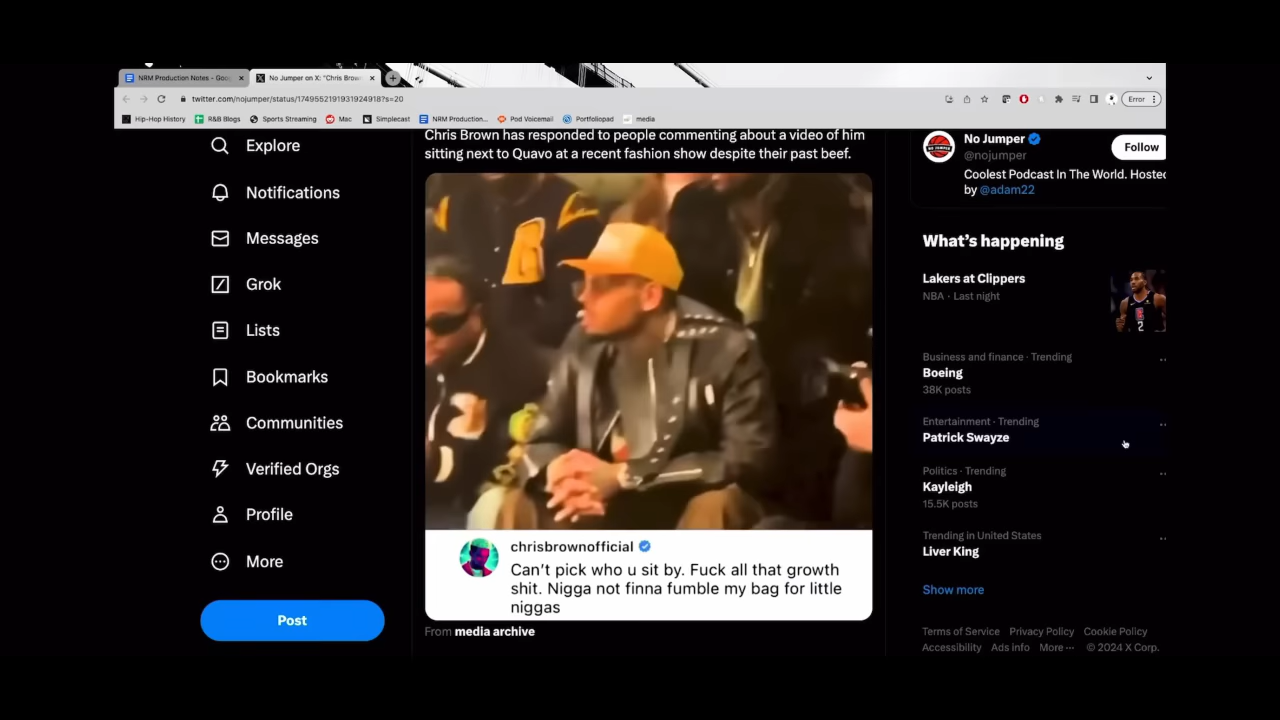 NRM Production Notes - Goo
No Jumper on X: "Chris Brow
twitter.com/nojumper/status/1749552191931924918?s=20
Error
Hip-Hop History
R&B Blogs
Sports Streaming
Mac
Simplecast
NRM Production...
Pod Voicemail
Portfoliopad
media
Explore
Notifications
Messages
Grok
Lists
Bookmarks
Communities
Verified Orgs
Profile
More
Post
Chris Brown has responded to people commenting about a video of him
sitting next to Quavo at a recent fashion show despite their past beef.
chrisbrownofficial
Can't pick who u sit by. Fuck all that growth
shit. Nigga not finna fumble my bag for little
niggas
From media archive
No Jumper
@nojumper
Follow
Coolest Podcast In The World. Hosted
by @adam22
What's happening
Lakers at Clippers
NBA · Last night
Business and finance · Trending
Boeing
38K posts
Entertainment · Trending
Patrick Swayze
Politics · Trending
Kayleigh
15.5K posts
Trending in United States
Liver King
Show more
Terms of Service Privacy Policy Cookie Policy
Accessibility Ads info More ··· © 2024 X Corp.